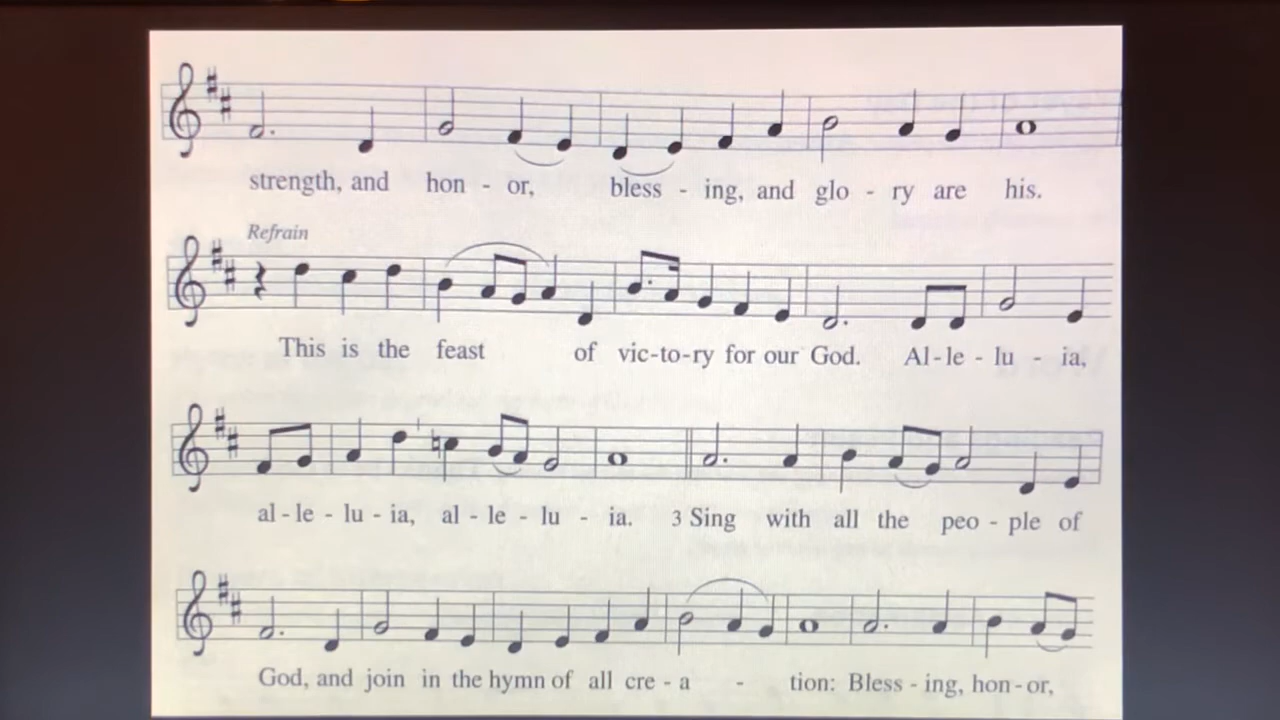 strength, and hon - or, bless - ing, and glo - ry are his.
Refrain
This is the feast of vic-to-ry for our God. Al-le - lu - ia,
al - le - lu - ia, al - le - lu - ia. 3 Sing with all the peo - ple of
God, and join in the hymn of all cre - a - tion: Bless - ing, hon - or,